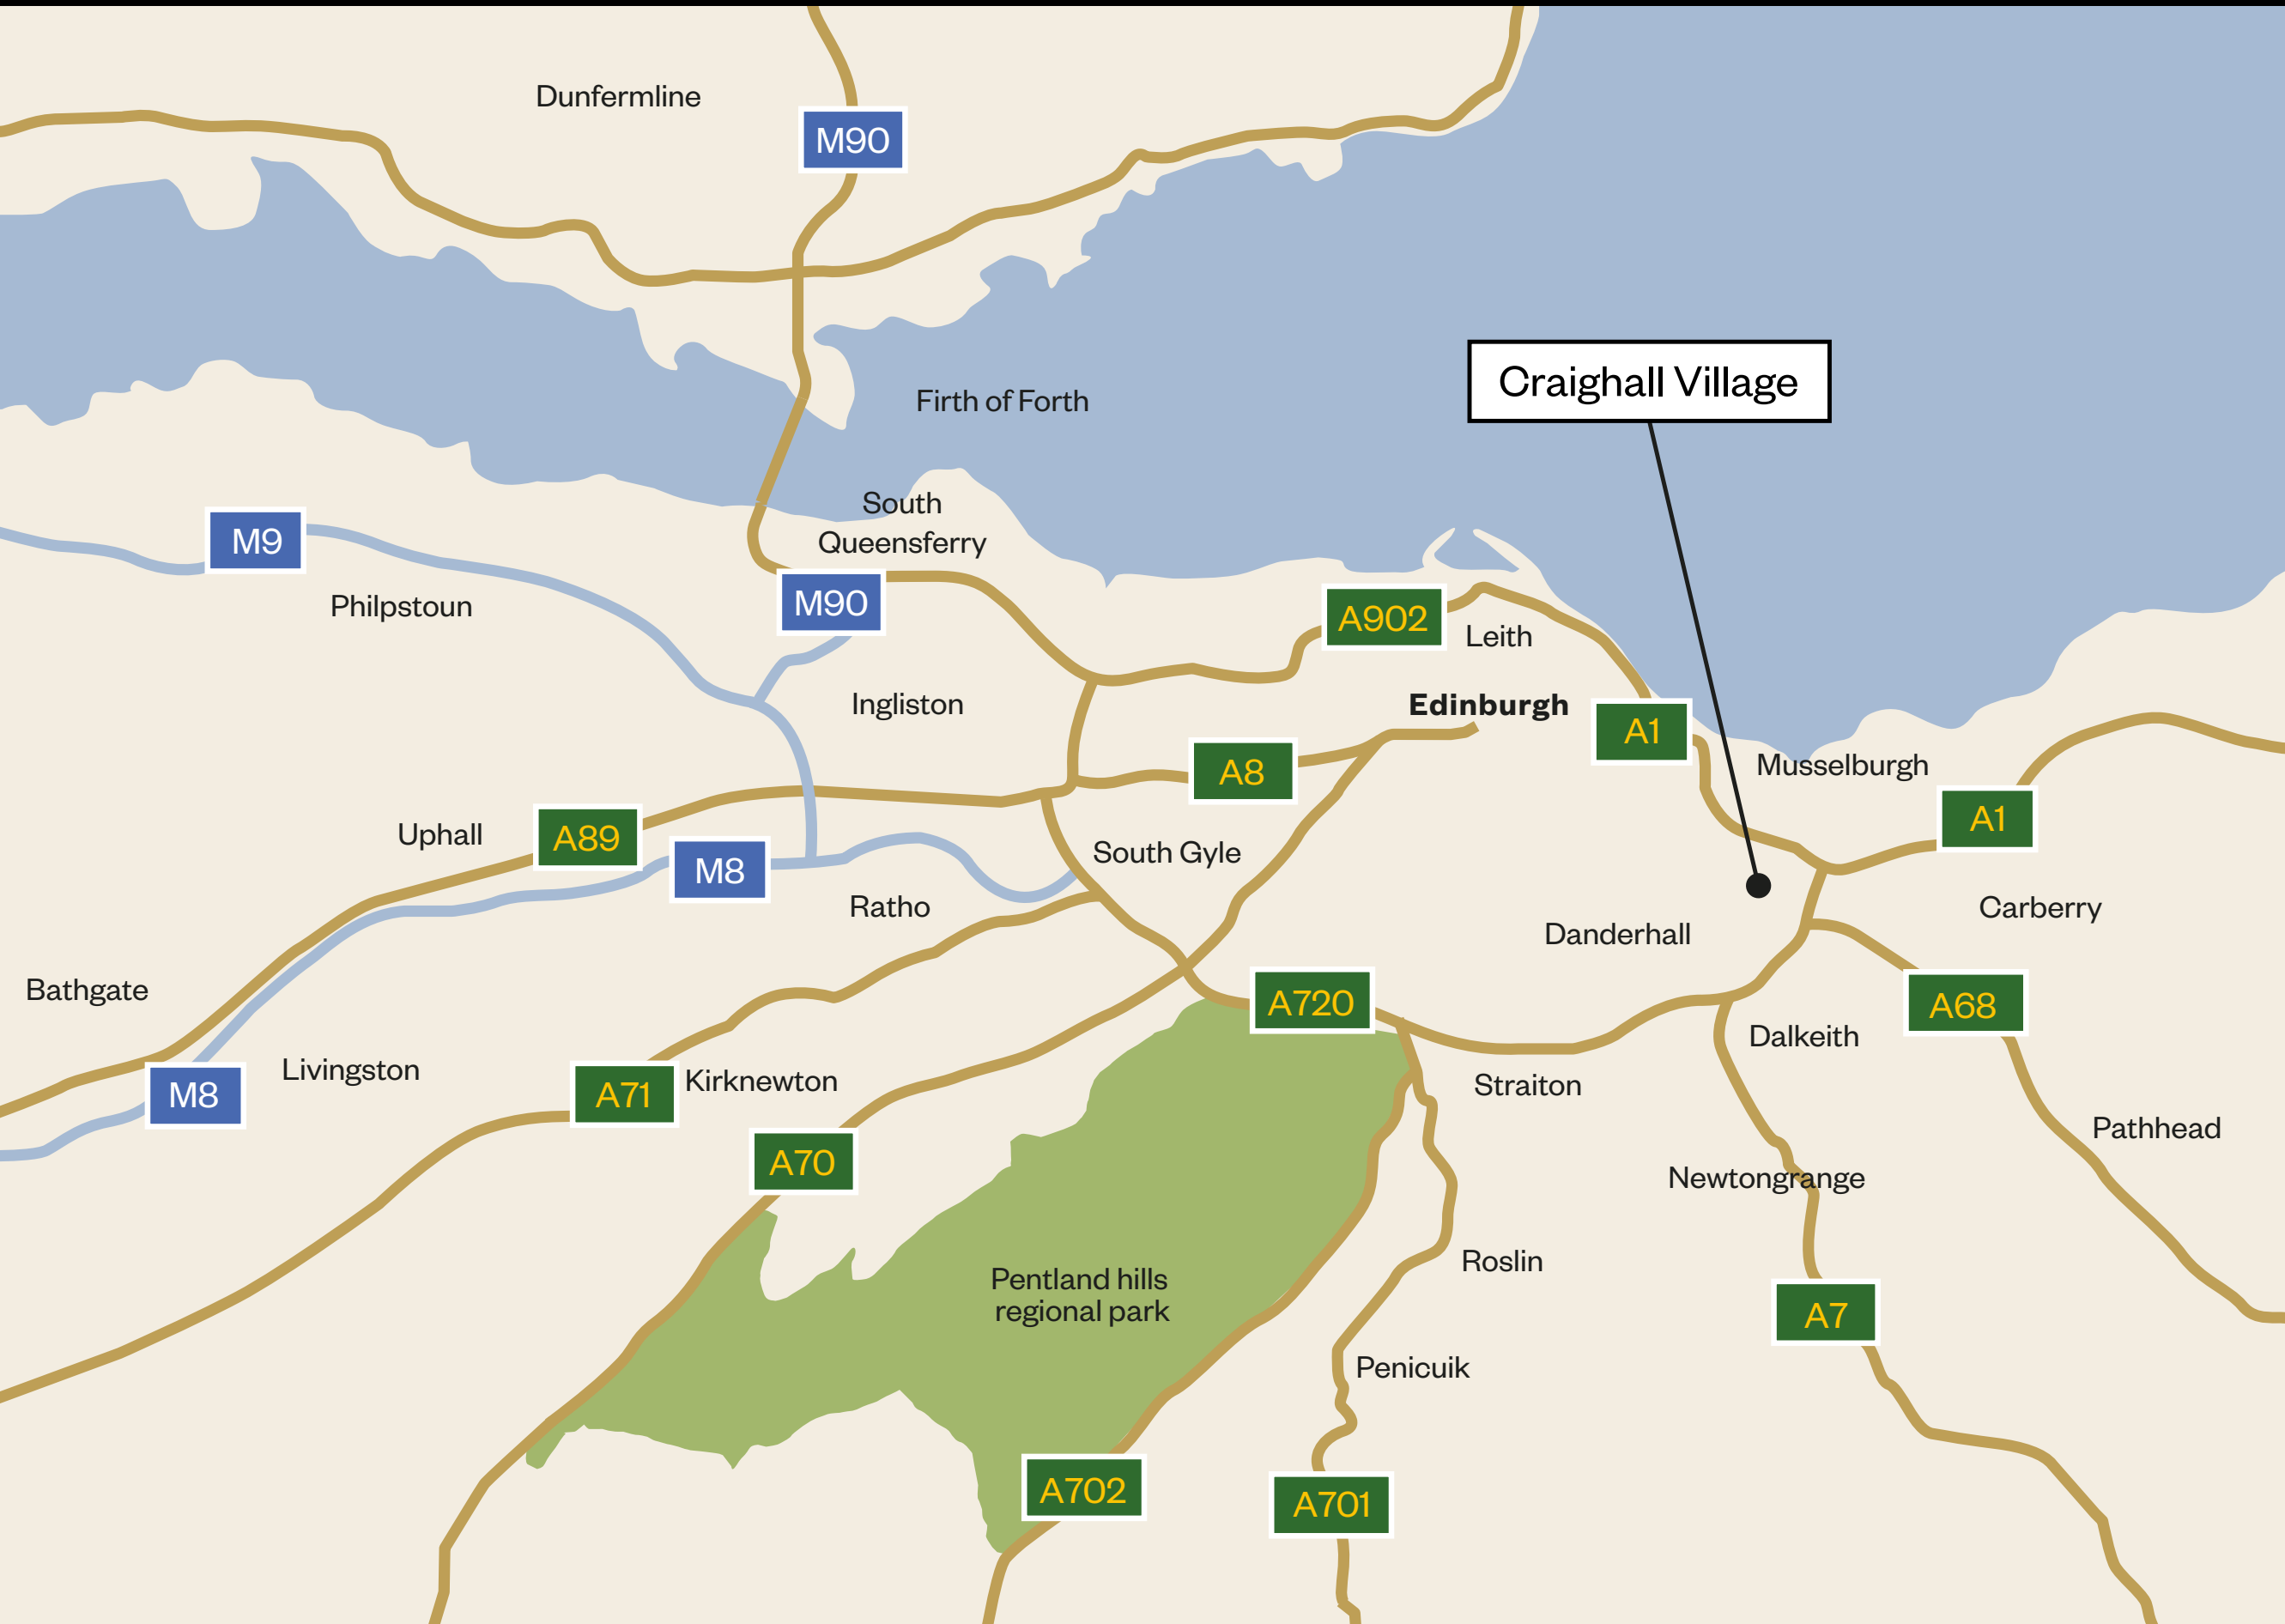 Dunfermline
M90
Craighall Village
Firth of Forth
South
Queensferry
M9
M90
Philpstoun
A902
Leith
Ingliston
Edinburgh
A1
Musselburgh
A8
A1
Uphall
A89
M8
South Gyle
Ratho
Carberry
Danderhall
Bathgate
A720
A68
Dalkeith
Livingston
Kirknewton
Straiton
M8
A71
Pathhead
A70
Newtongrange
Roslin
Pentland hills
regional park
A7
Penicuik
A702
A701